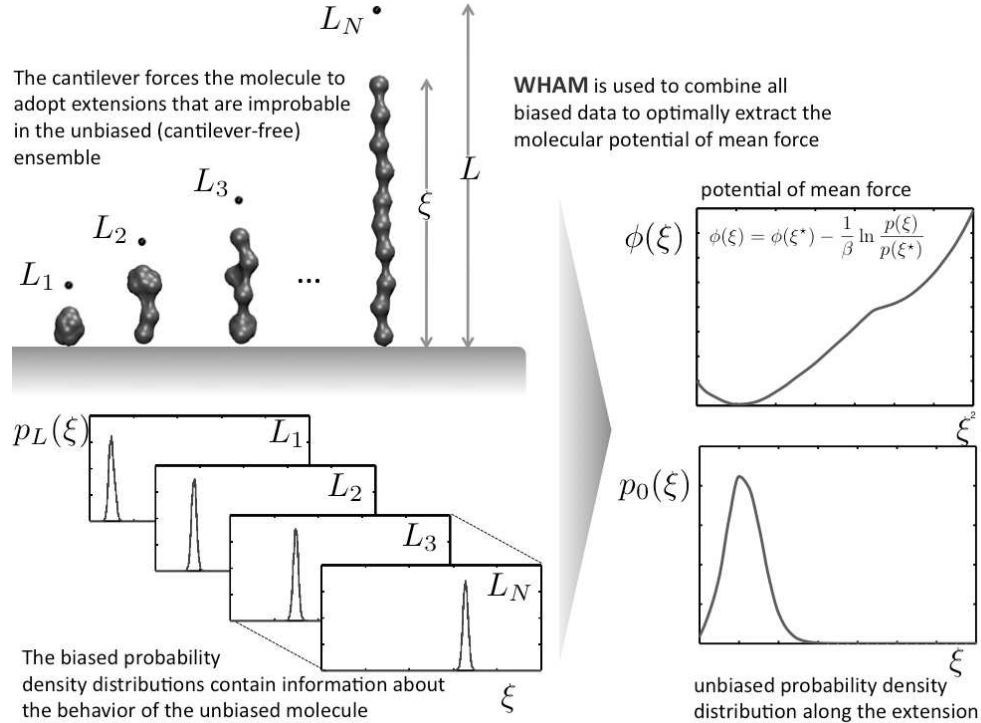 L_N
The cantilever forces the molecule to
adopt extensions that are improbable
in the unbiased (cantilever-free)
ensemble
L_3
L_2
L_1
...
ξ
L
WHAM is used to combine all
biased data to optimally extract the
molecular potential of mean force
potential of mean force
ϕ(ξ)
ϕ(ξ) = ϕ(ξ⋆) − 1/β ln p(ξ)/p(ξ⋆)
ξ²
p_L(ξ)
L_1
L_2
L_3
L_N
ξ
The biased probability
density distributions contain information about
the behavior of the unbiased molecule
p_0(ξ)
ξ
unbiased probability density
distribution along the extension